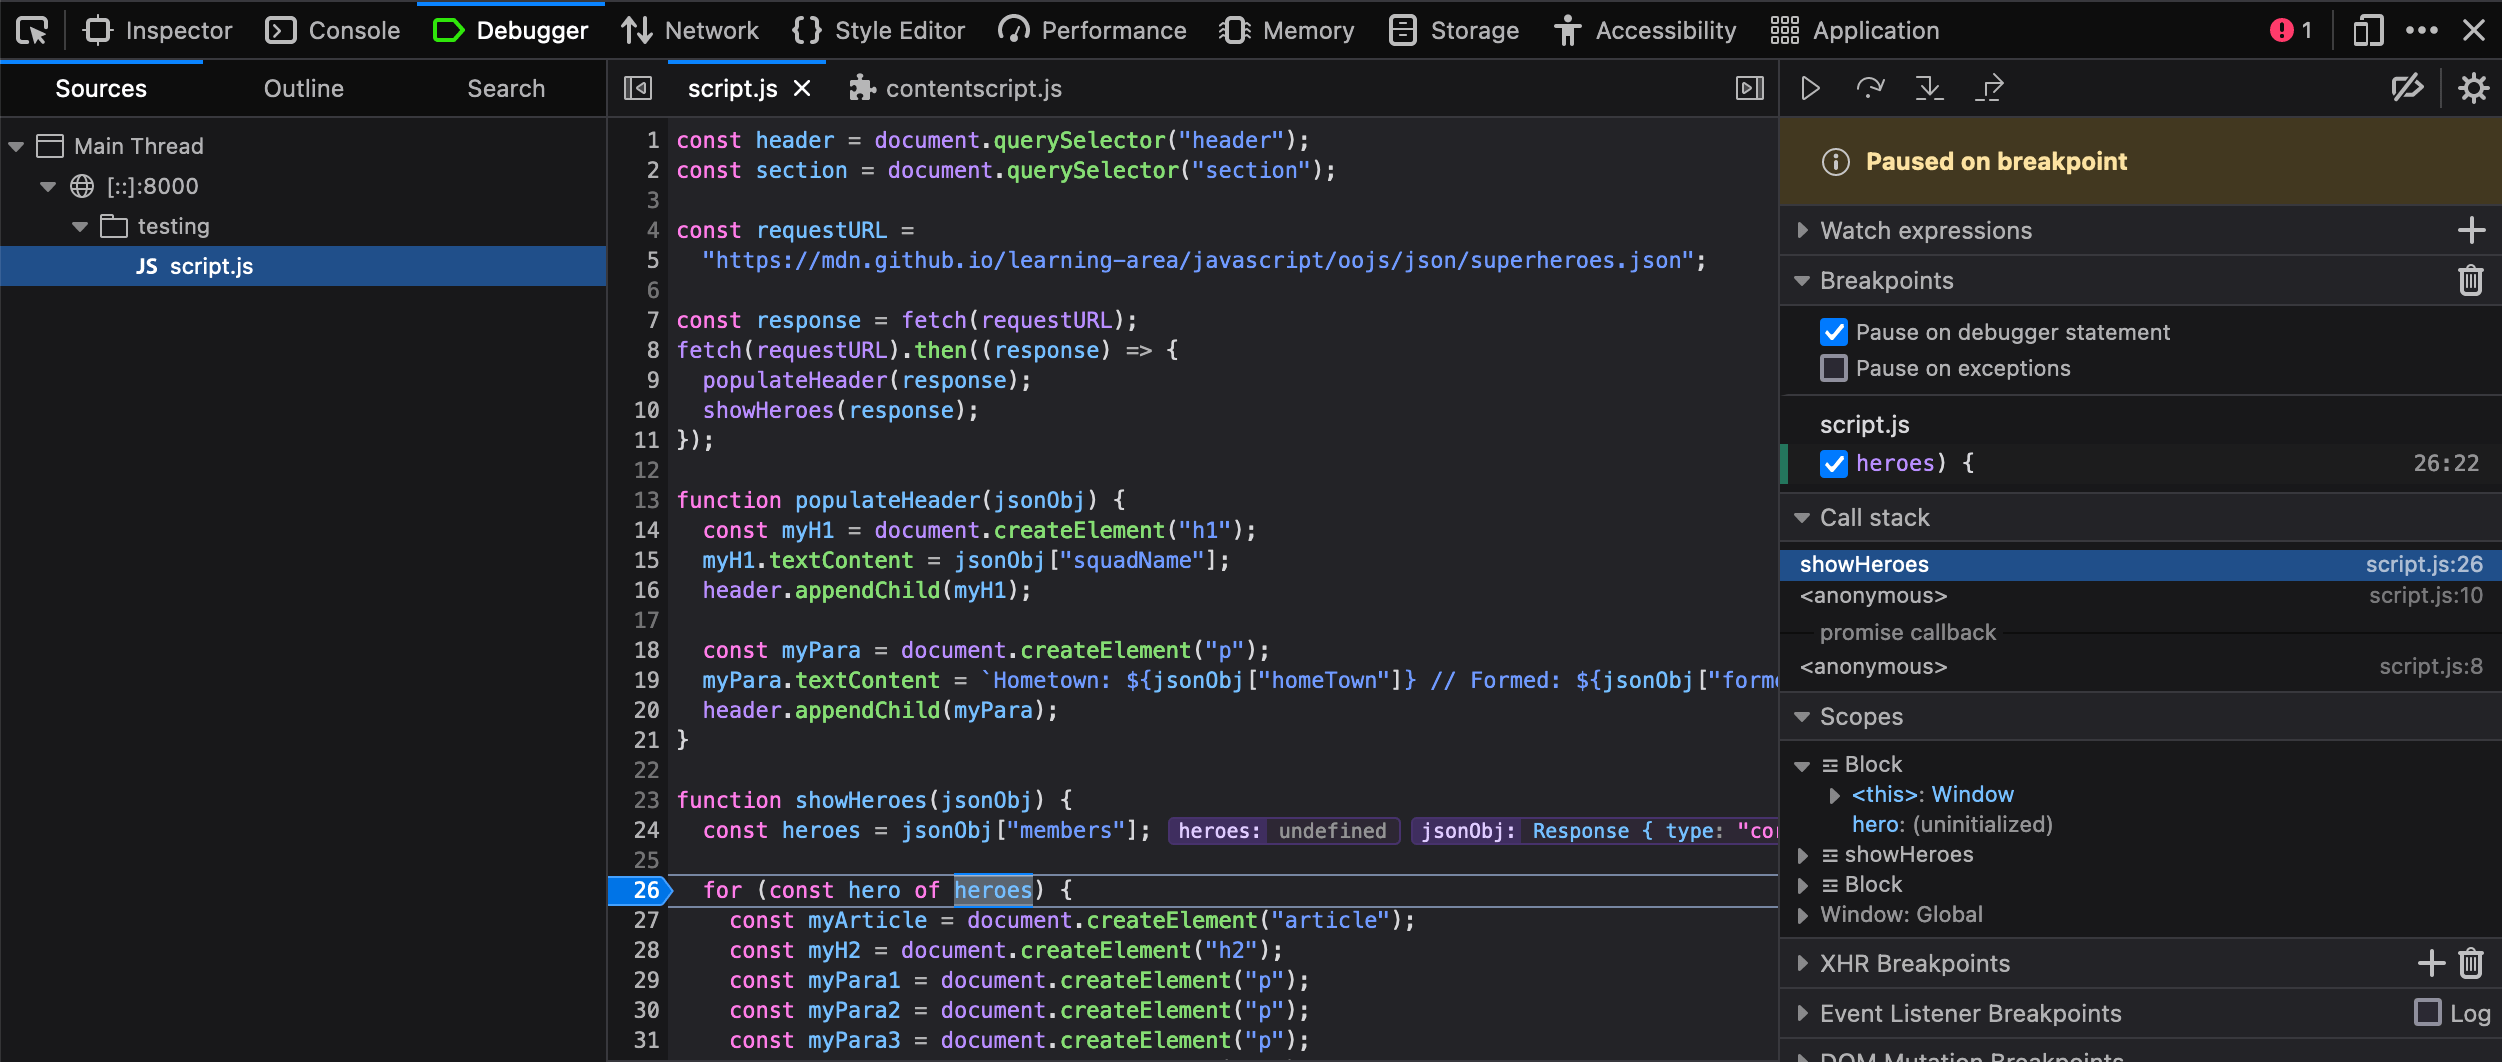 Inspector Console Debugger Network Style Editor Performance Memory Storage Accessibility Application 1
Sources Outline Search
Main Thread
[::]:8000
testing
JS script.js
script.js contentscript.js
1 const header = document.querySelector("header");
2 const section = document.querySelector("section");
3
4 const requestURL =
5 "https://mdn.github.io/learning-area/javascript/oojs/json/superheroes.json";
6
7 const response = fetch(requestURL);
8 fetch(requestURL).then((response) => {
9 populateHeader(response);
10 showHeroes(response);
11 });
12
13 function populateHeader(jsonObj) {
14 const myH1 = document.createElement("h1");
15 myH1.textContent = jsonObj["squadName"];
16 header.appendChild(myH1);
17
18 const myPara = document.createElement("p");
19 myPara.textContent = `Hometown: ${jsonObj["homeTown"]} // Formed: ${jsonObj["forme
20 header.appendChild(myPara);
21 }
22
23 function showHeroes(jsonObj) {
24 const heroes = jsonObj["members"]; heroes: undefined jsonObj: Response { type: "cor
25
26 for (const hero of heroes) {
27 const myArticle = document.createElement("article");
28 const myH2 = document.createElement("h2");
29 const myPara1 = document.createElement("p");
30 const myPara2 = document.createElement("p");
31 const myPara3 = document.createElement("p");
Paused on breakpoint
Watch expressions
Breakpoints
Pause on debugger statement
Pause on exceptions
script.js
heroes) { 26:22
Call stack
showHeroes script.js:26
<anonymous> script.js:10
promise callback
<anonymous> script.js:8
Scopes
Block
<this>: Window
hero: (uninitialized)
showHeroes
Block
Window: Global
XHR Breakpoints
Event Listener Breakpoints Log
DOM Mutation Breakpoints